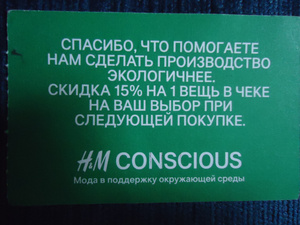 СПАСИБО, ЧТО ПОМОГАЕТЕ
НАМ СДЕЛАТЬ ПРОИЗВОДСТВО
ЭКОЛОГИЧНЕЕ.
СКИДКА 15% НА 1 ВЕЩЬ В ЧЕКЕ
НА ВАШ ВЫБОР ПРИ
СЛЕДУЮЩЕЙ ПОКУПКЕ.
H&M CONSCIOUS
Мода в поддержку окружающей среды